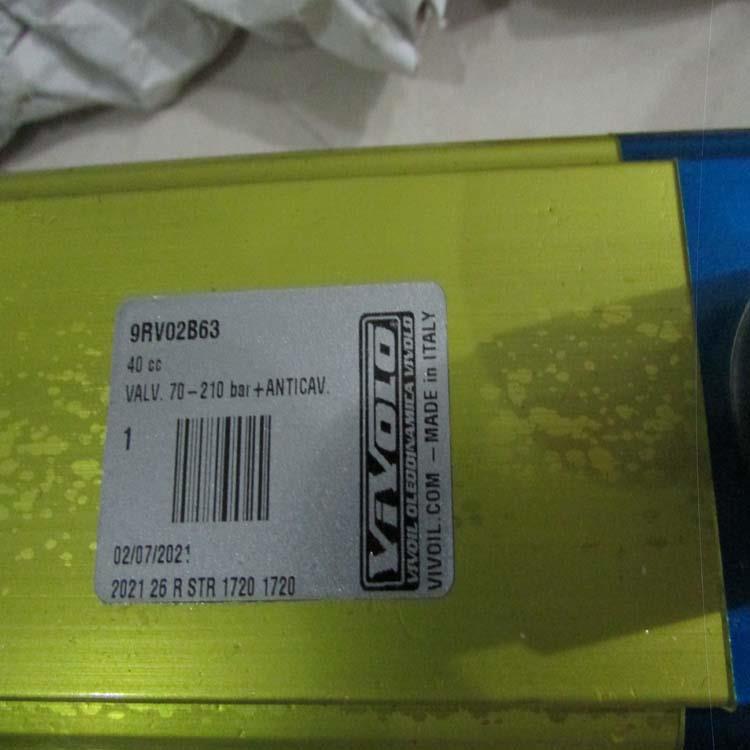 9RV02B63
40 cc
VALV. 70-210 bar+ANTICAV.
1
02/07/2021
2021 26 R STR 1720 1720
ViVOLO
VIVOIL OLEODINAMICA VIVOLO
VIVOIL.COM - MADE in ITALY